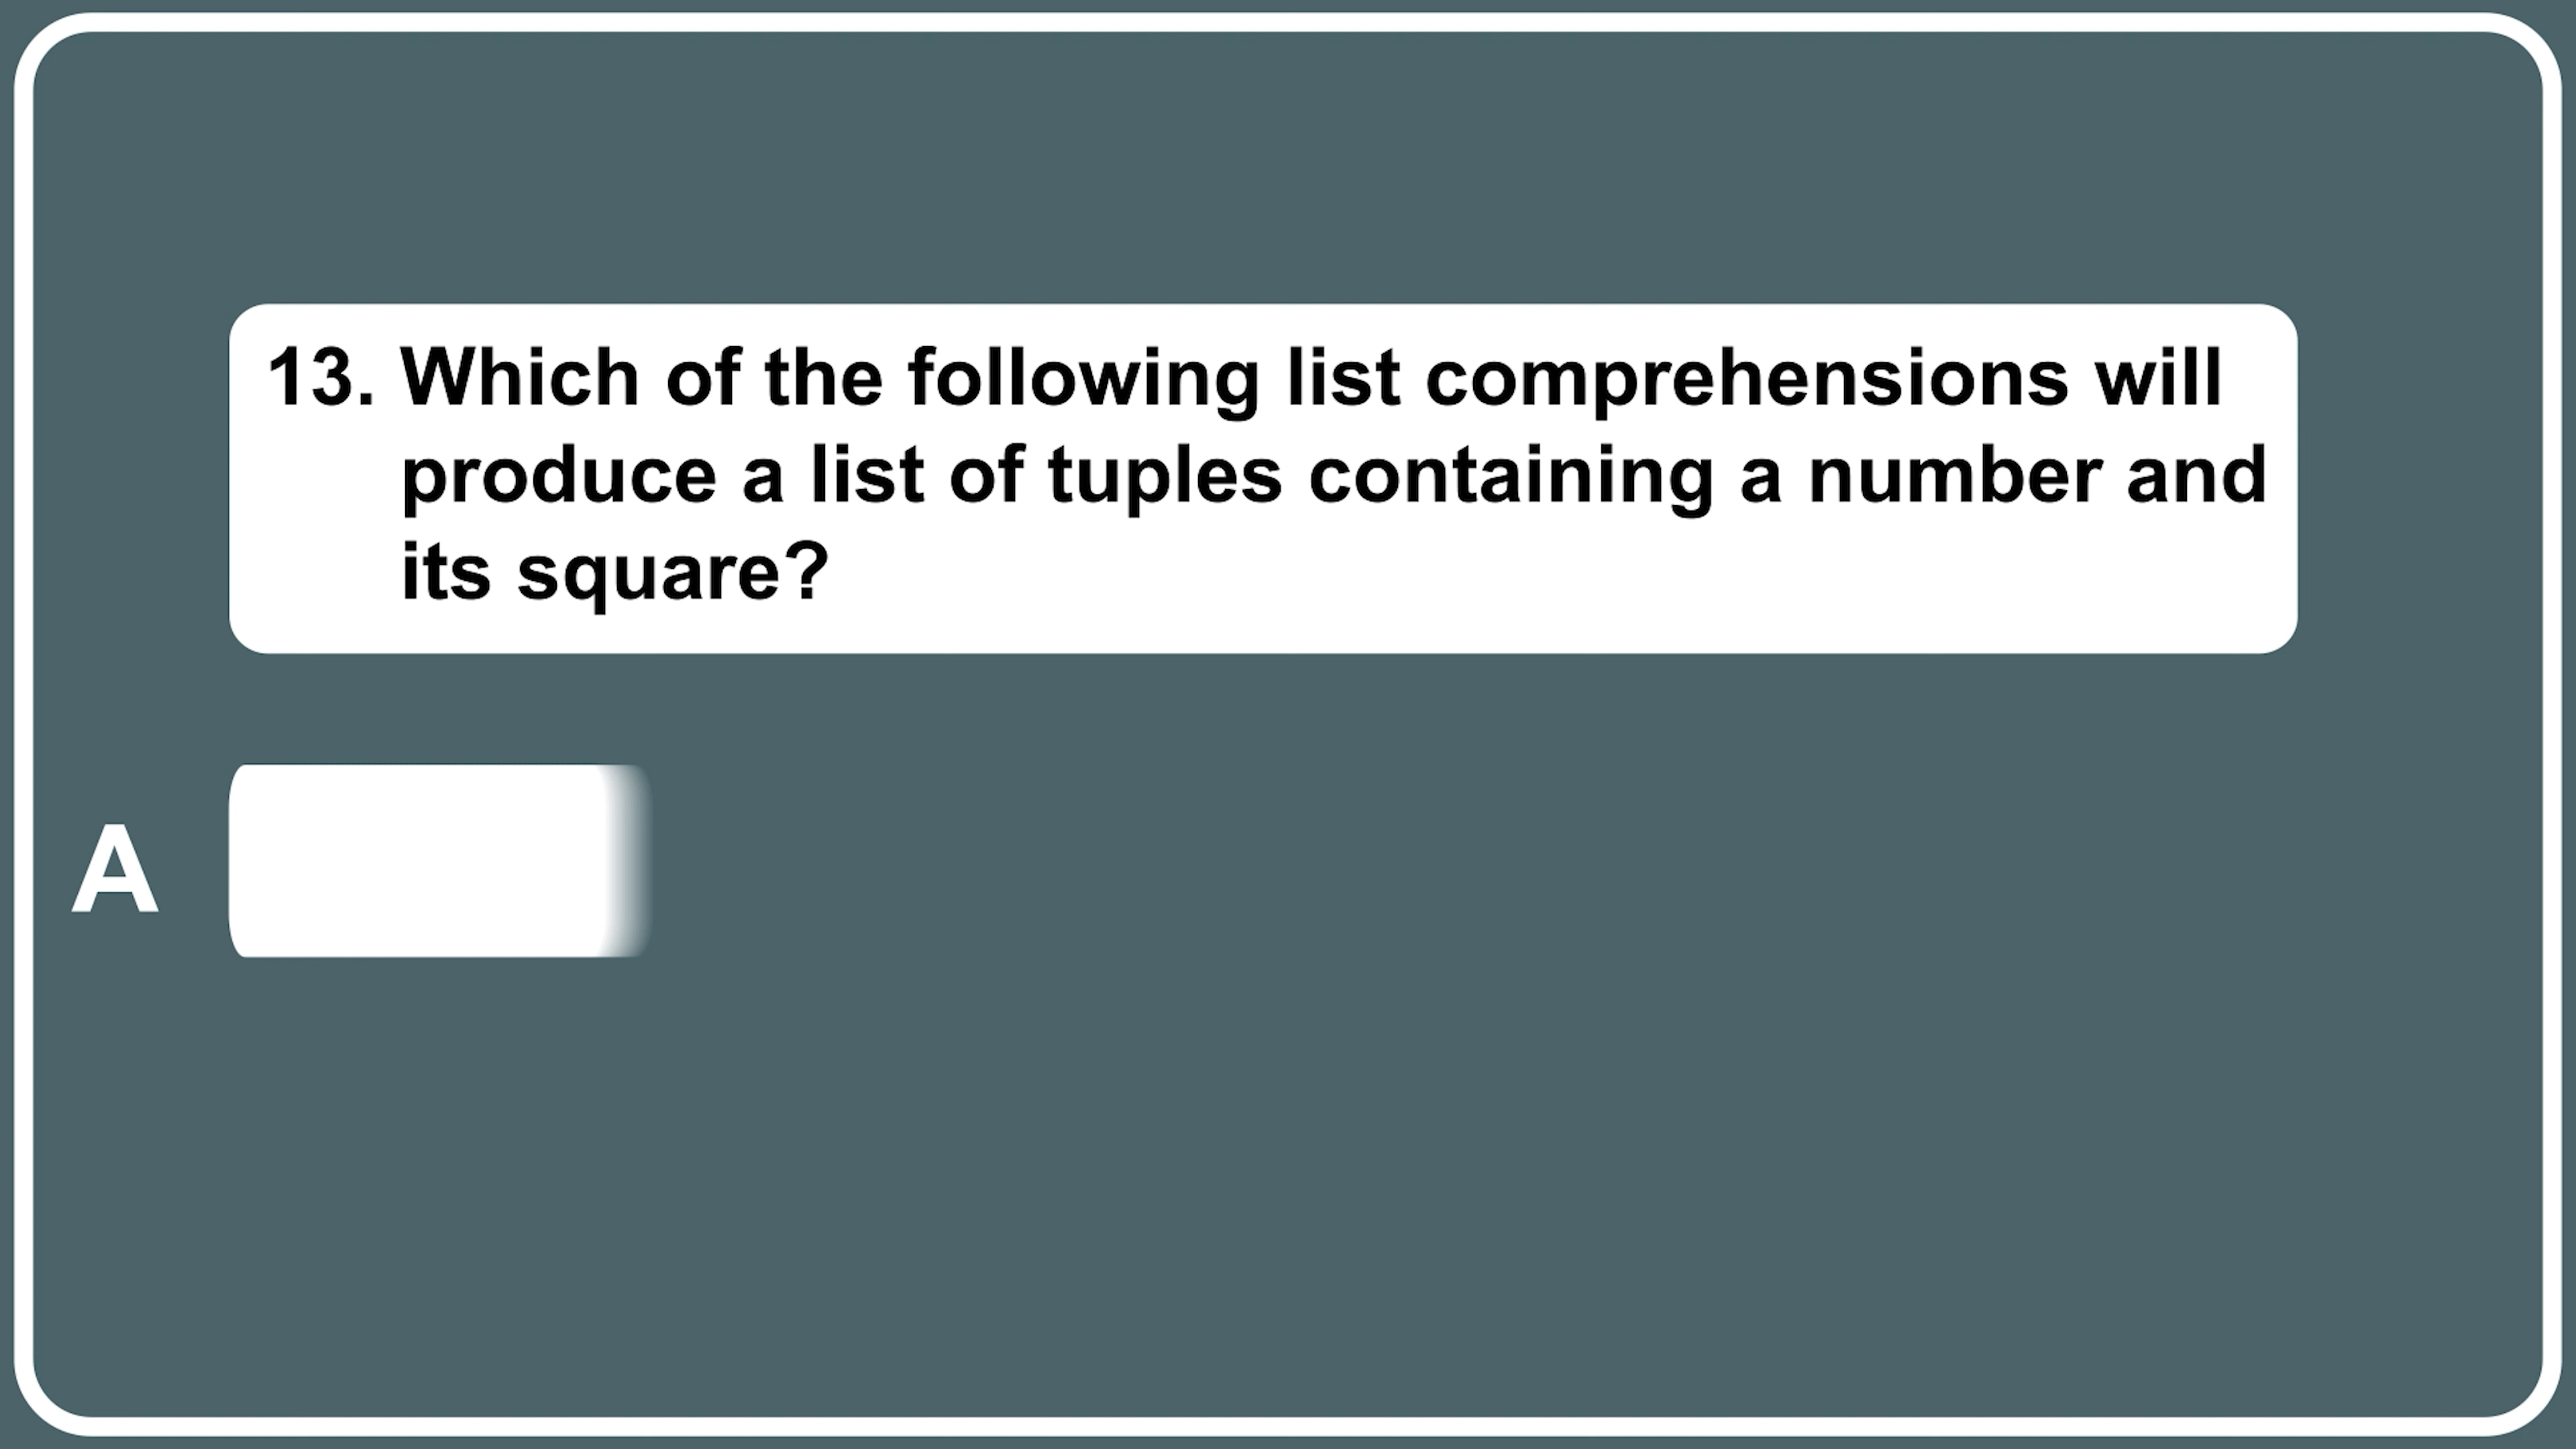 13. Which of the following list comprehensions will
produce a list of tuples containing a number and
its square?
A